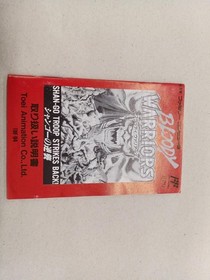 BLOODY
WARRIORS
SHAN-GO TROOP STRIKES BACK!
シャンゴーの逆襲
取り扱い説明書
Toei Animation Co., Ltd.